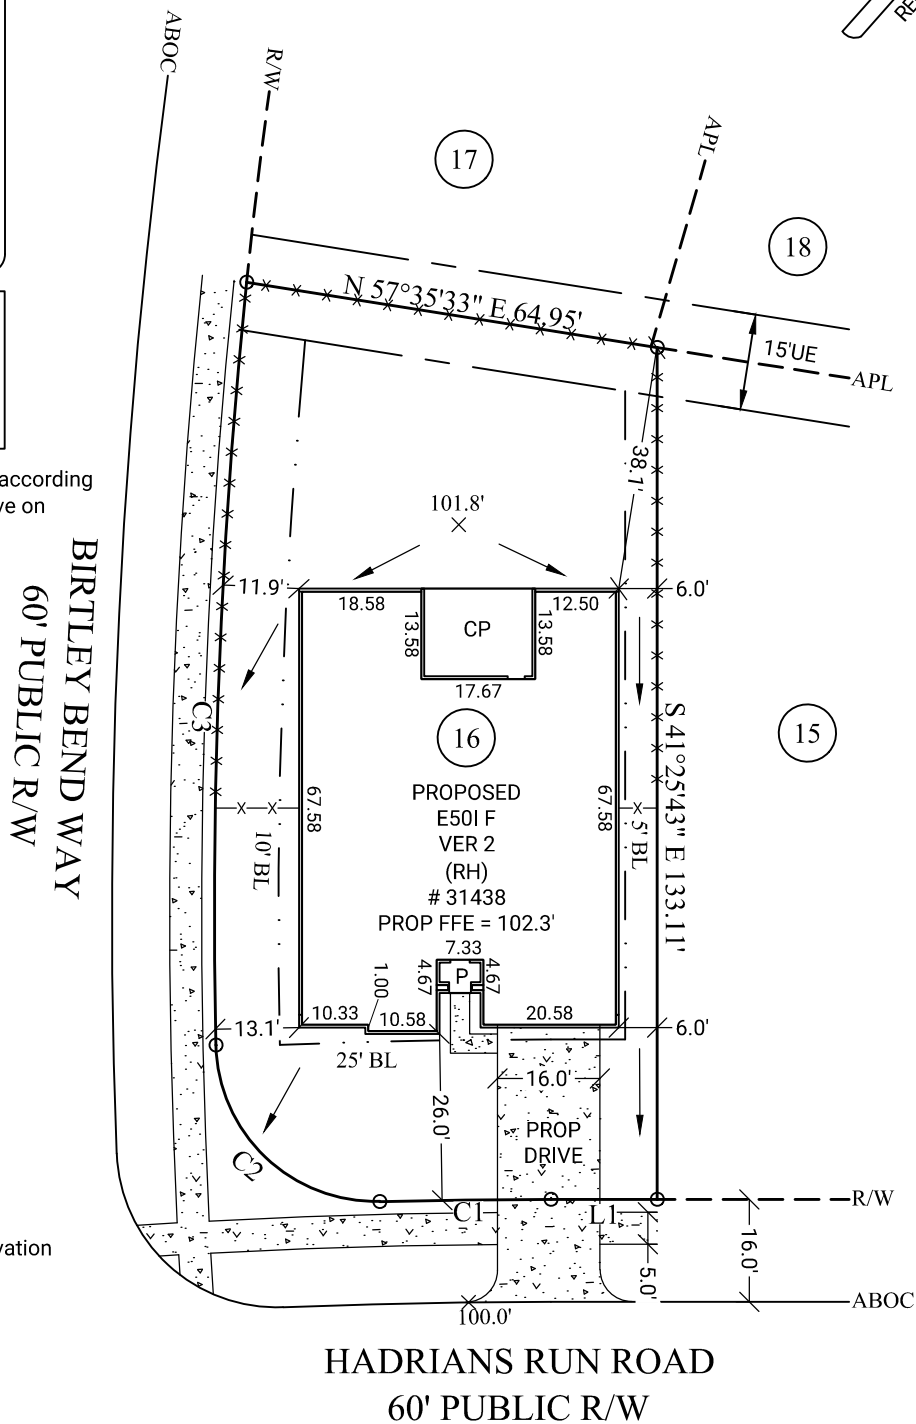 ABOC
R/W
RE
17
APL
18
N 57°35'33" E 64.95'
15'UE
APL
according
ve on
38.1'
101.8'
11.9'
6.0'
18.58
12.50
13.58
CP
13.58
17.67
BIRTLEY BEND WAY
60' PUBLIC R/W
C3
16
15
S 41°25'43" E 133.11'
PROPOSED
E50I F
VER 2
(RH)
# 31438
PROP FFE = 102.3'
67.58
67.58
10' BL
5' BL
7.33
4.67
P
4.67
1.00
10.33
10.58
20.58
13.1'
6.0'
25' BL
16.0'
26.0'
PROP
DRIVE
C2
C1
L1
R/W
vation
5.0'
16.0'
ABOC
100.0'
HADRIANS RUN ROAD
60' PUBLIC R/W